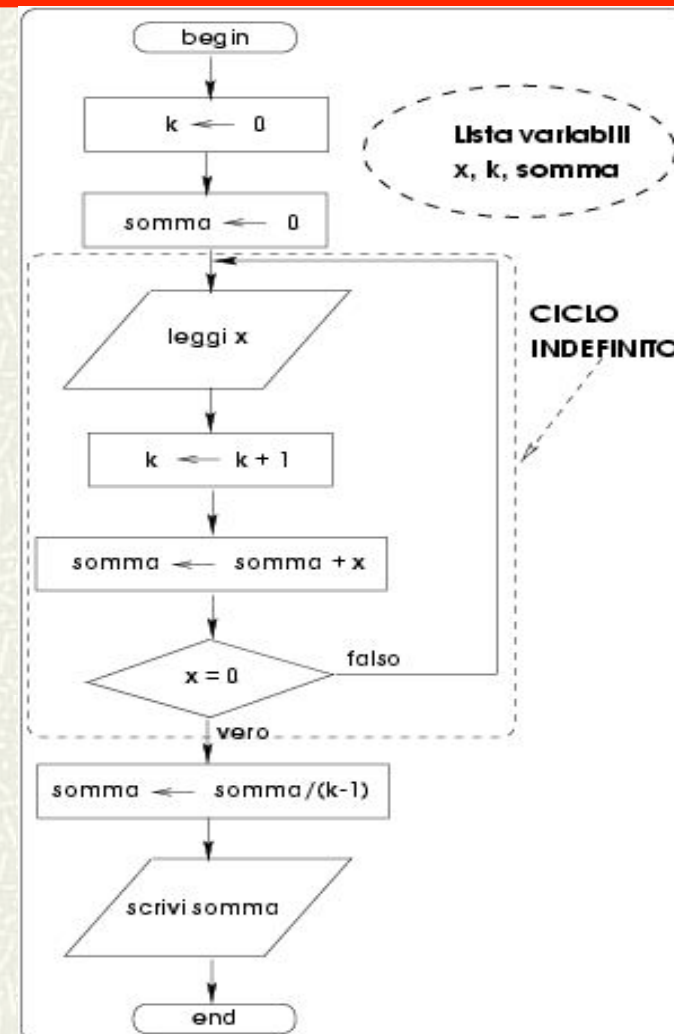 begin
k ← 0
Lista variabili
x, k, somma
somma ← 0
leggi x
CICLO
INDEFINITO
k ← k + 1
somma ← somma + x
x = 0
falso
vero
somma ← somma/(k-1)
scrivi somma
end